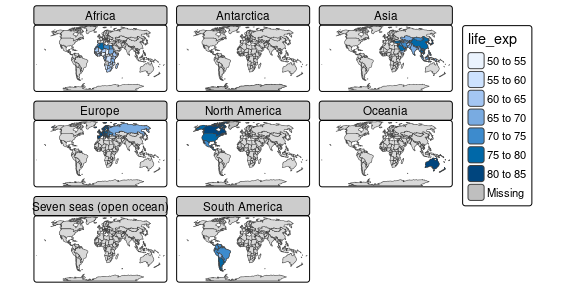 Africa
Antarctica
Asia
Europe
North America
Oceania
Seven seas (open ocean)
South America
life_exp
50 to 55
55 to 60
60 to 65
65 to 70
70 to 75
75 to 80
80 to 85
Missing